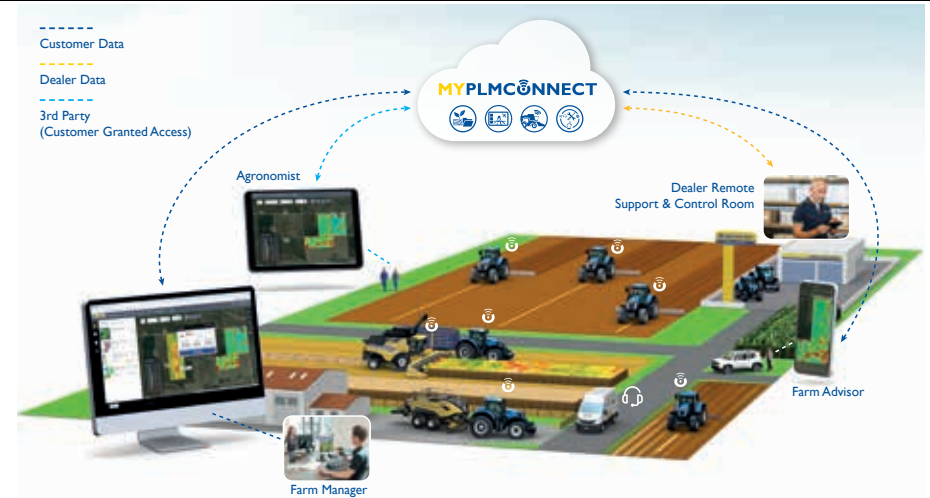 Customer Data
Dealer Data
3rd Party
(Customer Granted Access)
MYPLMCONNECT
Agronomist
Dealer Remote
Support & Control Room
Farm Advisor
Farm Manager